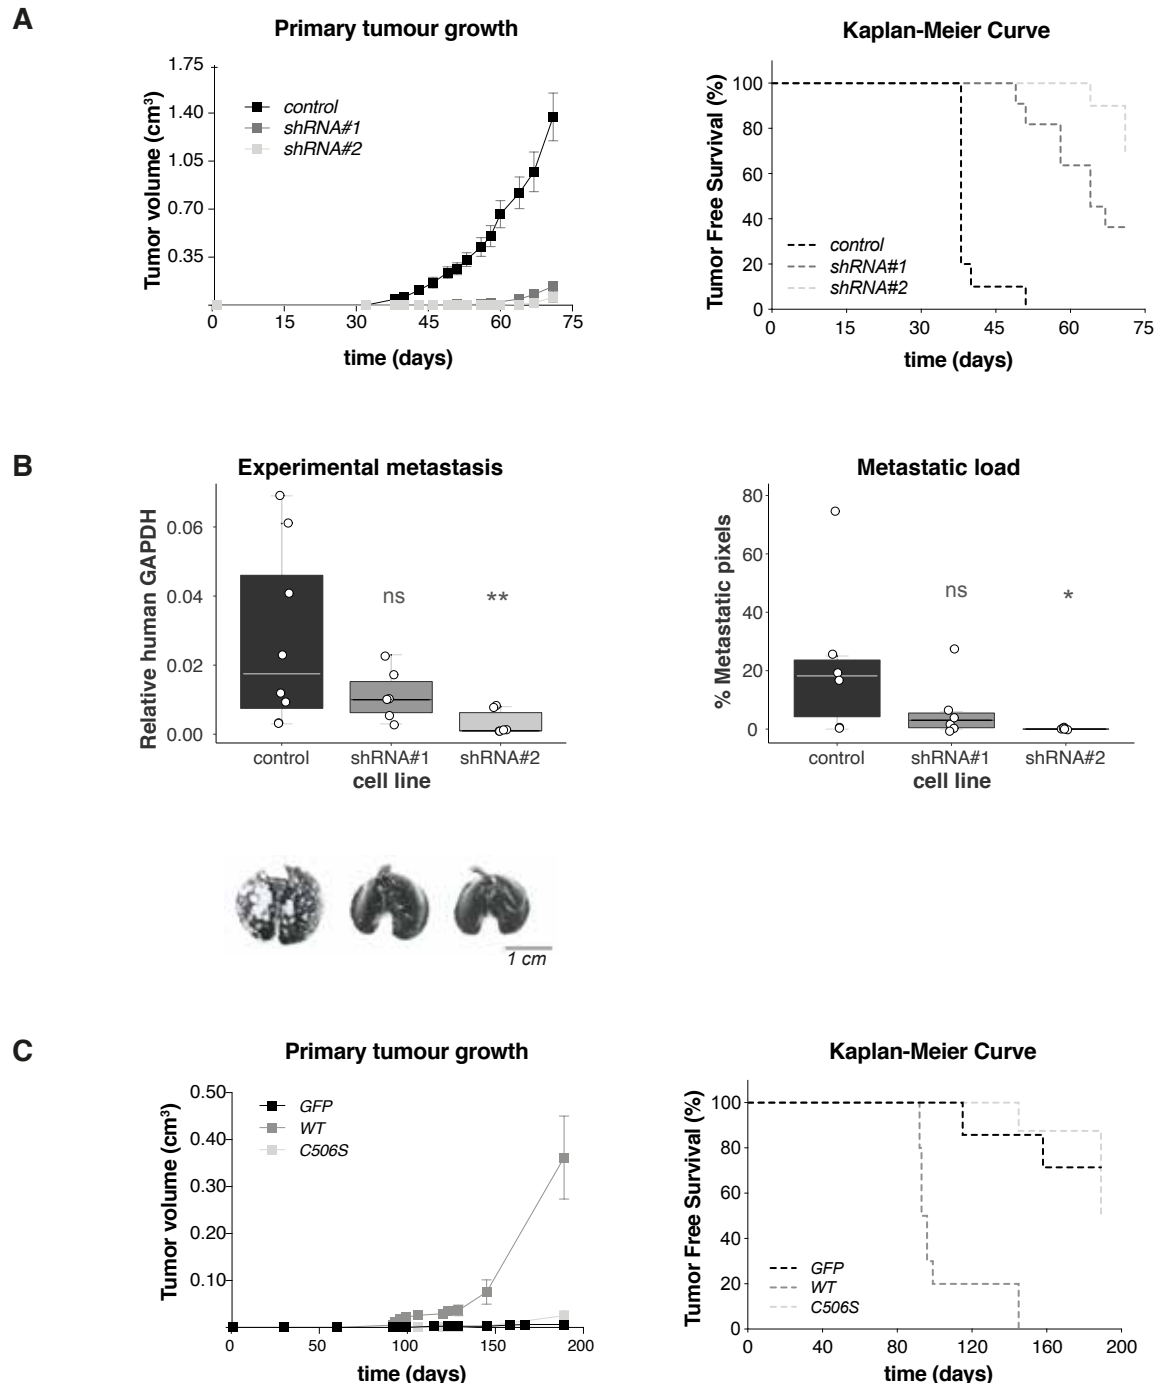 A
Primary tumour growth
Tumor volume (cm³)
1.75
1.40
1.05
0.70
0.35
control
shRNA#1
shRNA#2
0 15 30 45 60 75
time (days)
Kaplan-Meier Curve
Tumor Free Survival (%)
100
80
60
40
20
0
control
shRNA#1
shRNA#2
0 15 30 45 60 75
time (days)
B
Experimental metastasis
Relative human GAPDH
0.06
0.04
0.02
0.00
ns **
control shRNA#1 shRNA#2
cell line
Metastatic load
% Metastatic pixels
80
60
40
20
0
ns *
control shRNA#1 shRNA#2
cell line
1 cm
C
Primary tumour growth
Tumor volume (cm³)
0.50
0.40
0.30
0.20
0.10
GFP
WT
C506S
0 50 100 150 200
time (days)
Kaplan-Meier Curve
Tumor Free Survival (%)
100
80
60
40
20
0
GFP
WT
C506S
0 40 80 120 160 200
time (days)